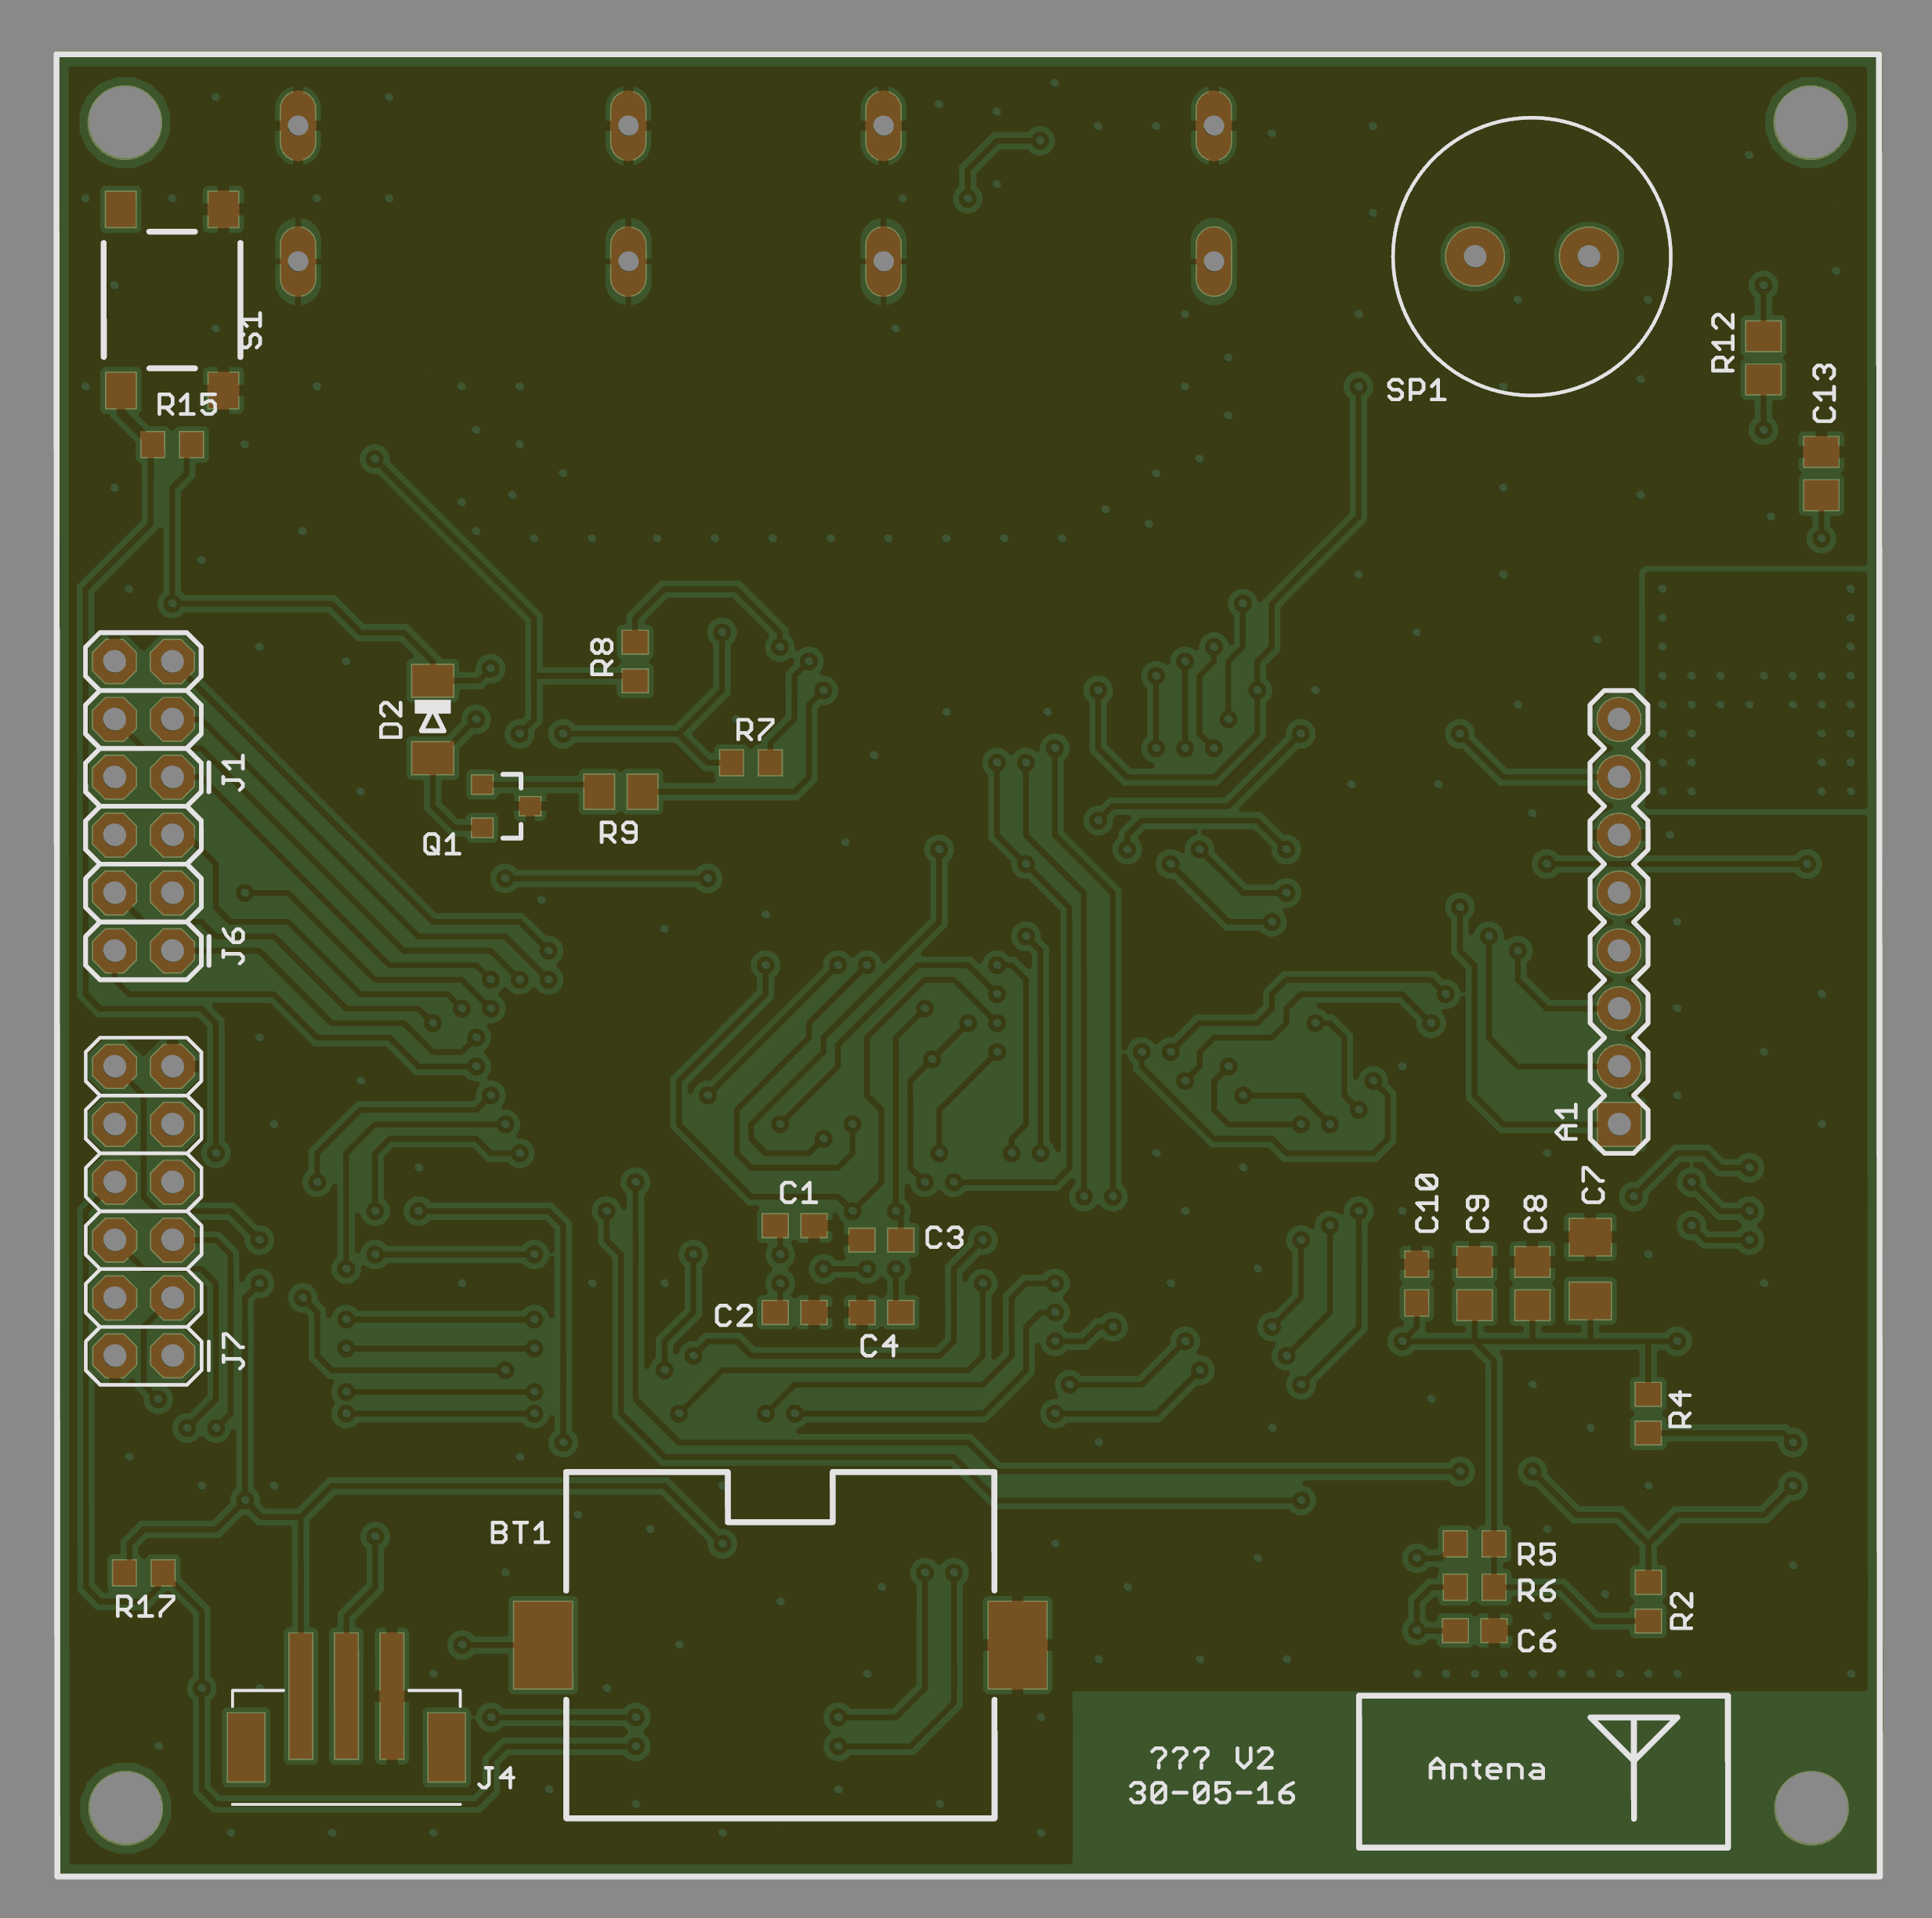 S1
R15
SP1
R12
C13
R8
D2
R7
J1
Q1
R9
J6
A1
C1
C10
C9
C8
C7
C3
C2
C4
J7
R4
BT1
R5
R6
R17
R2
C6
J4
??? V2
30-05-16
Antena